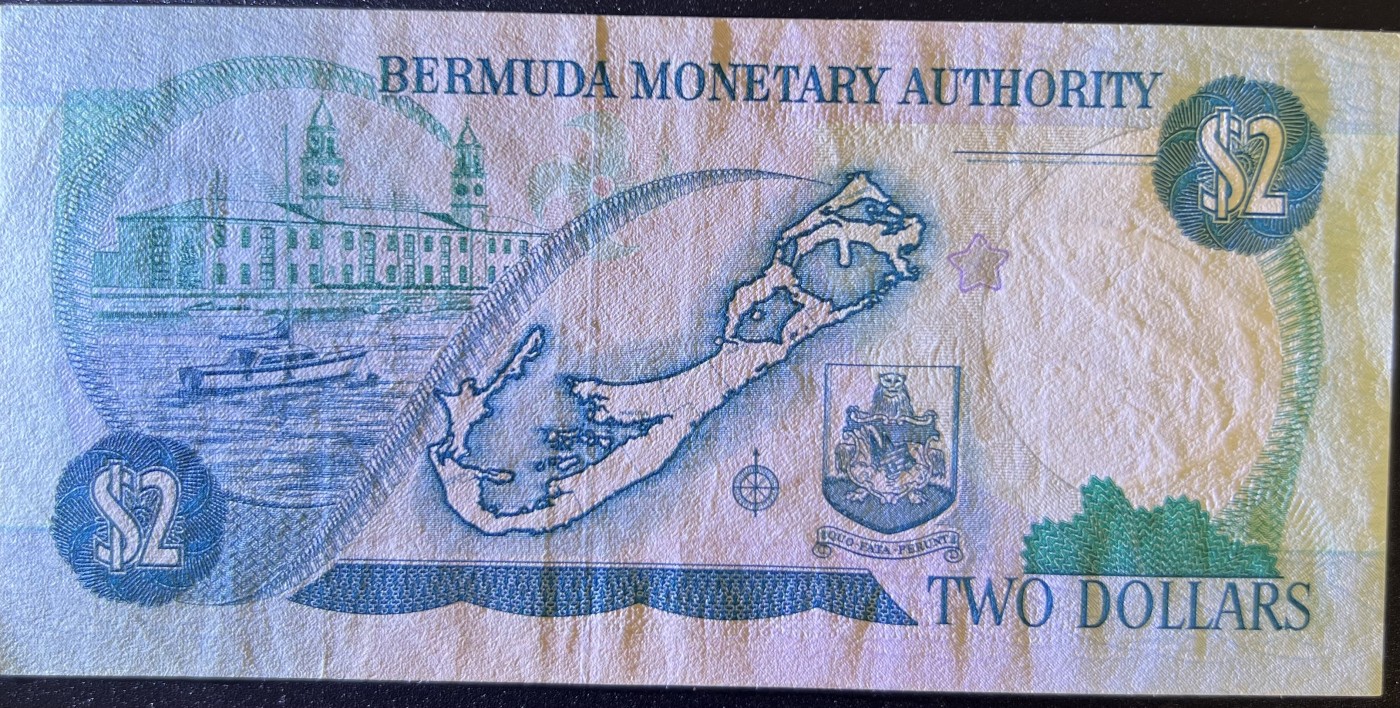 BERMUDA MONETARY AUTHORITY
$2
$2
QUO FATA FERUNT
TWO DOLLARS